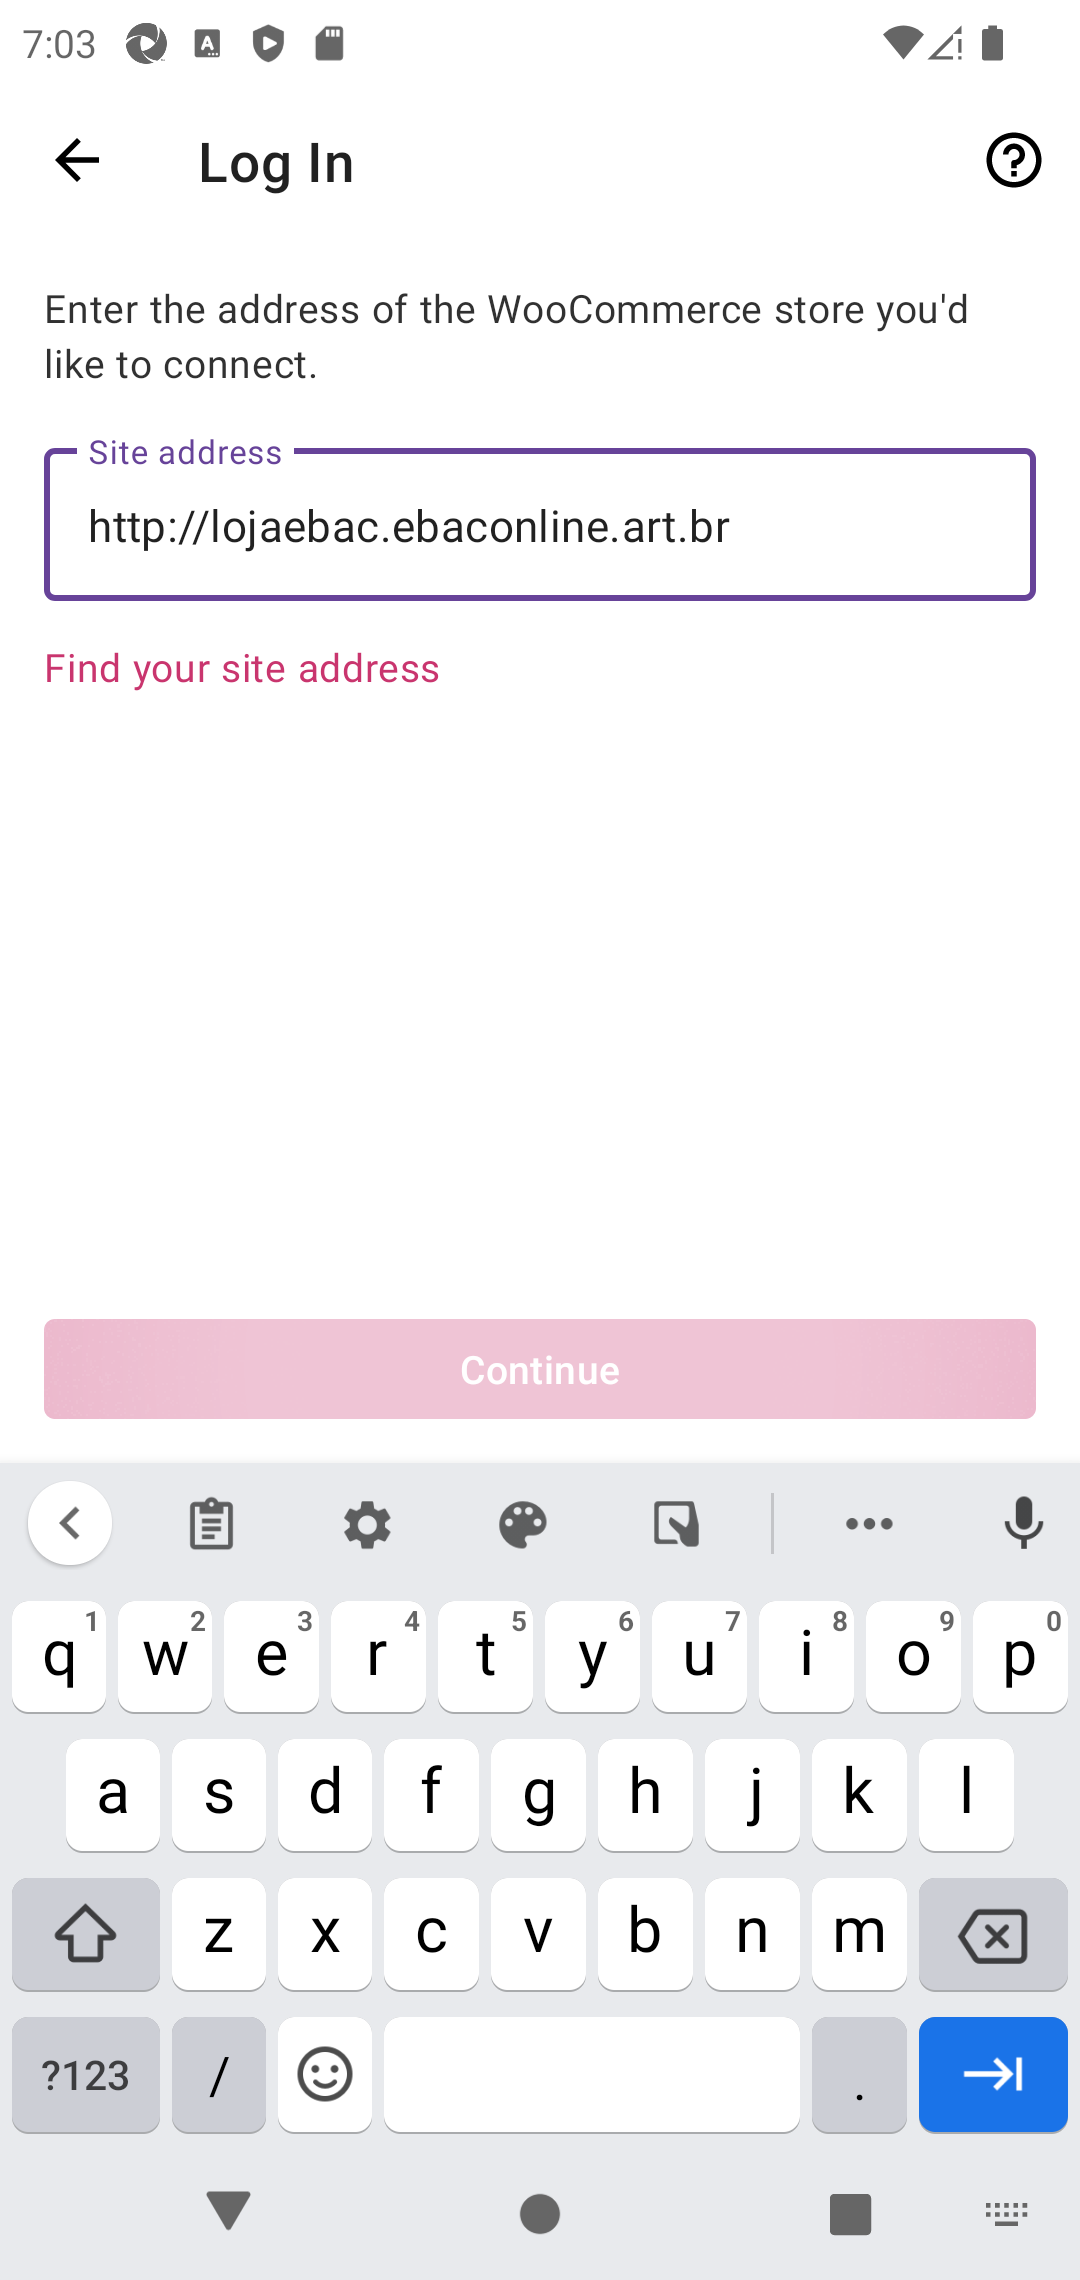 7:03
Log In
Enter the address of the WooCommerce store you'd
like to connect.
Site address
http://lojaebac.ebaconline.art.br
Find your site address
Continue
q 1 w 2 e 3 r 4 t 5 y 6 u 7 i 8 o 9 p 0
a s d f g h j k l
z x c v b n m
?123 / .